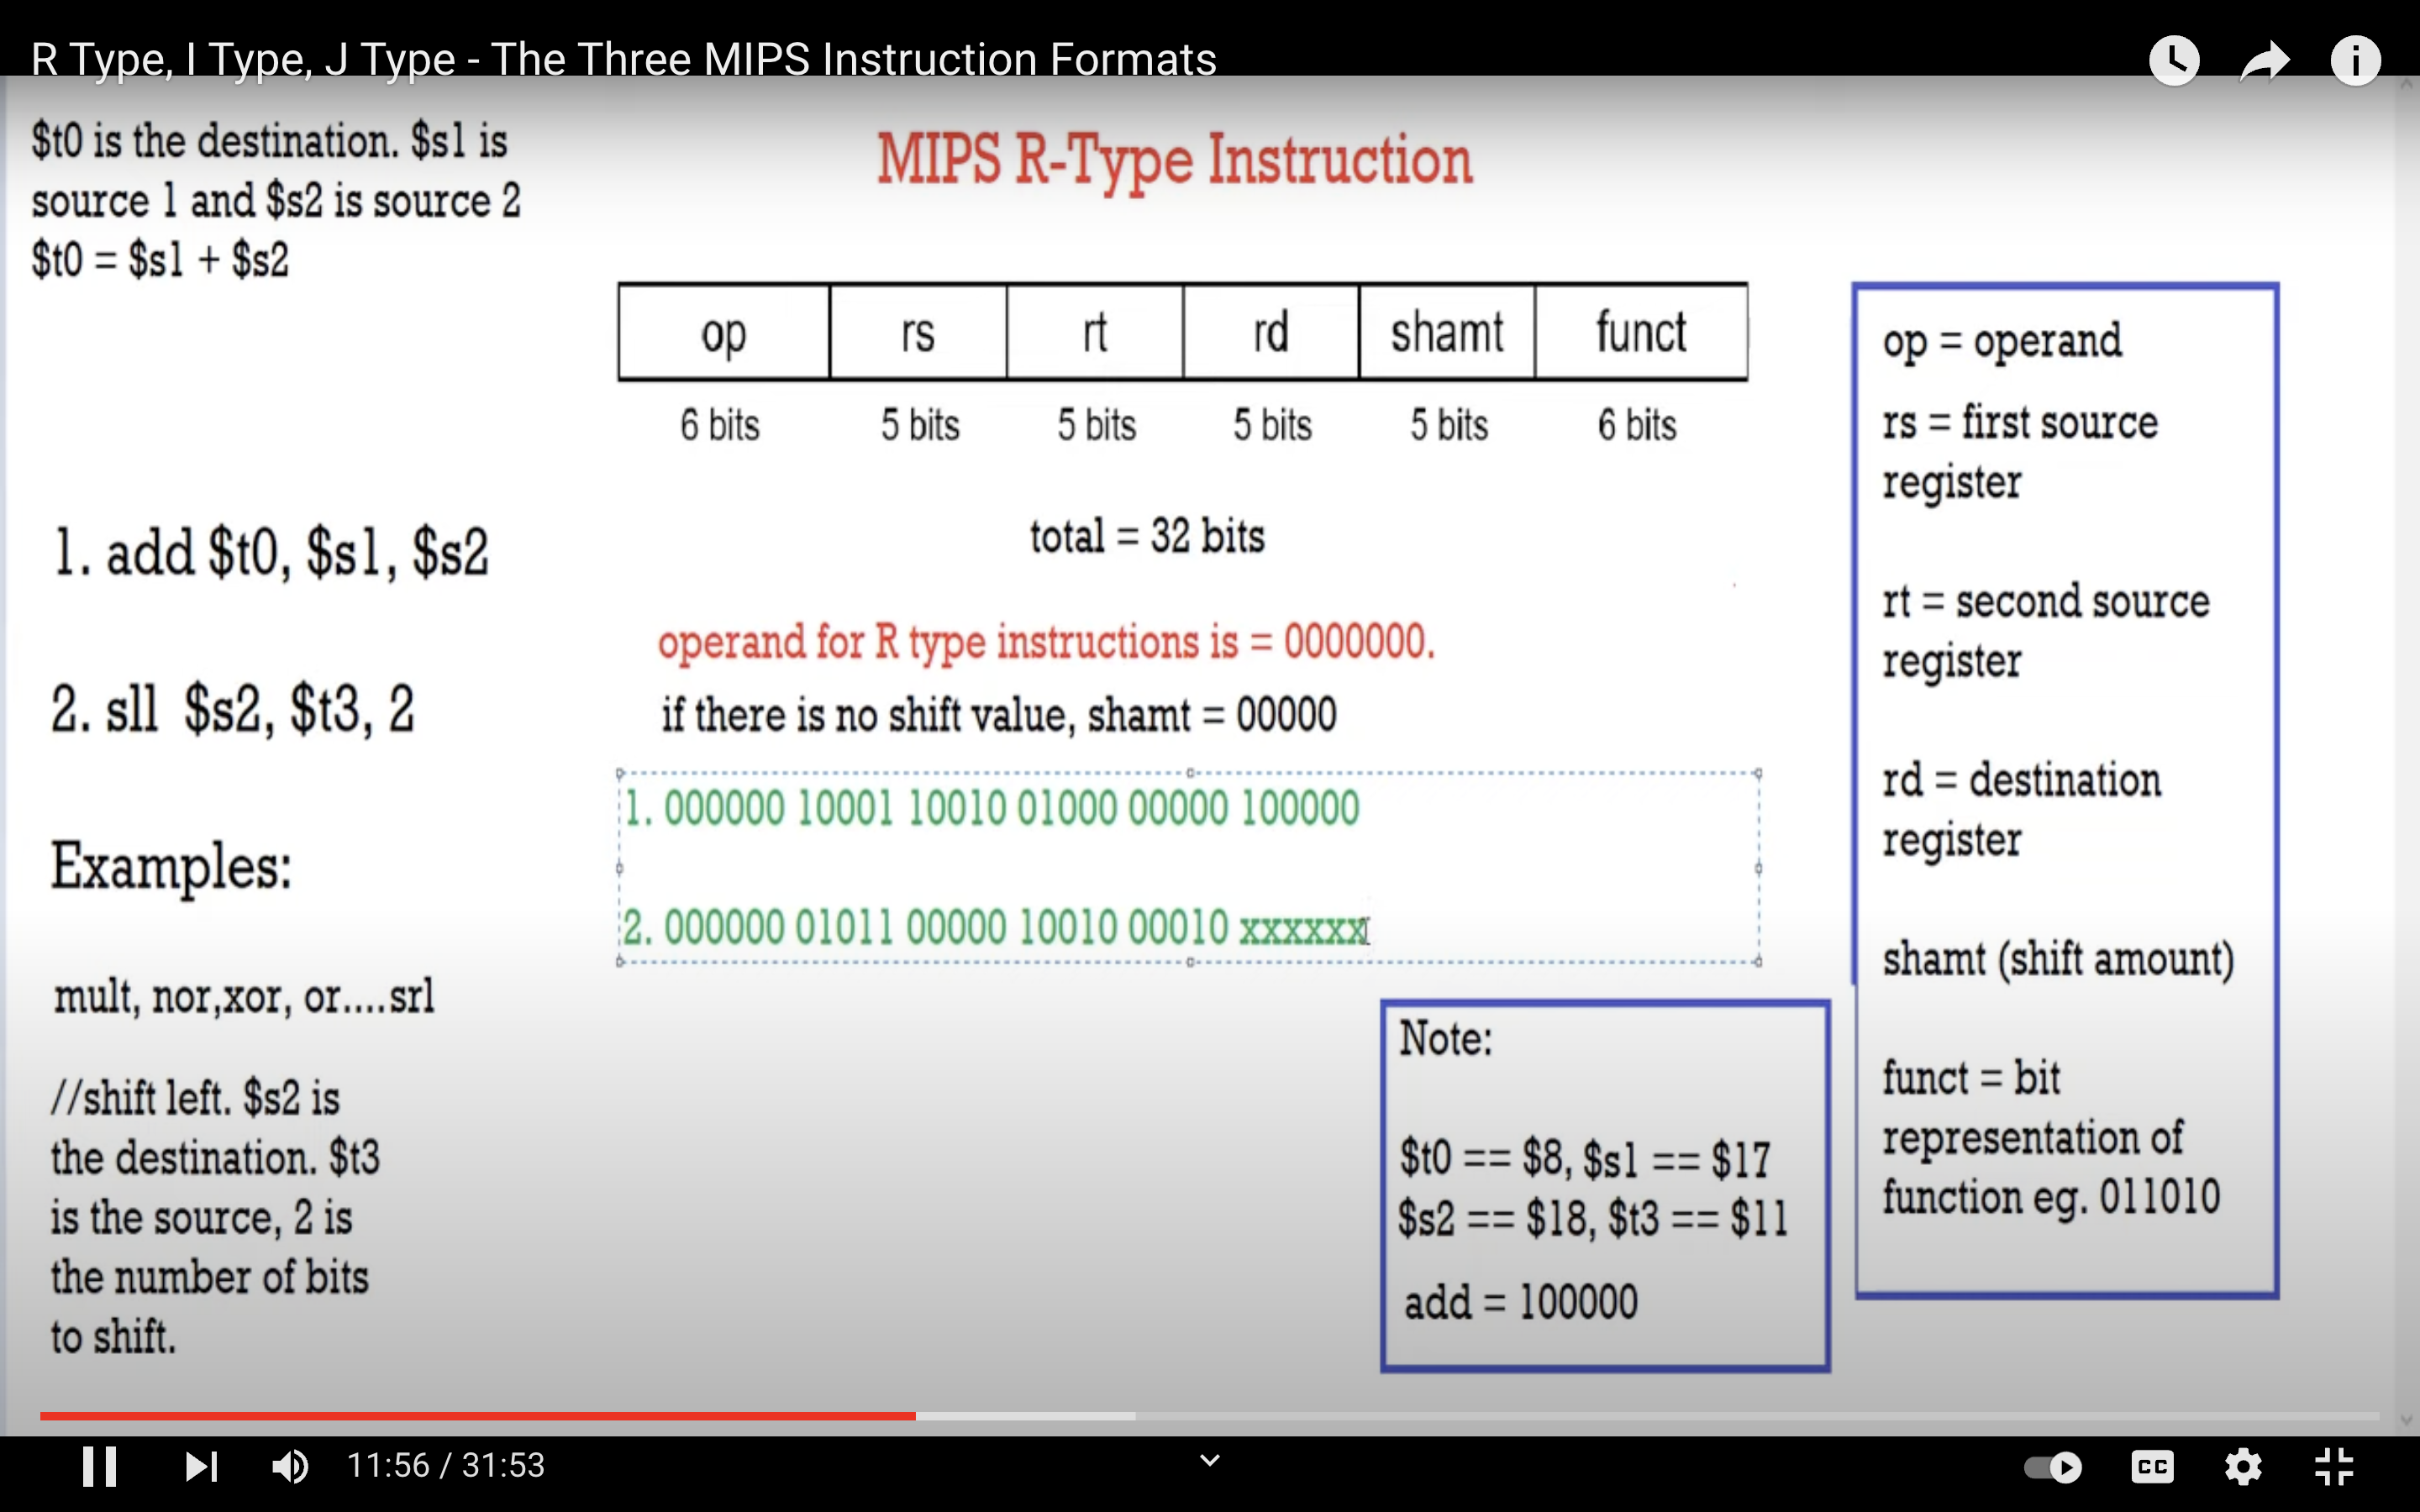 R Type, I Type, J Type - The Three MIPS Instruction Formats
$t0 is the destination. $s1 is
source 1 and $s2 is source 2
$t0 = $s1 + $s2
MIPS R-Type Instruction
op rs rt rd shamt funct
6 bits 5 bits 5 bits 5 bits 5 bits 6 bits
total = 32 bits
1. add $t0, $s1, $s2
2. sll $s2, $t3, 2
Examples:
mult, nor,xor, or....srl
//shift left. $s2 is
the destination. $t3
is the source, 2 is
the number of bits
to shift.
operand for R type instructions is = 0000000.
if there is no shift value, shamt = 00000
1. 000000 10001 10010 01000 00000 100000
2. 000000 01011 00000 10010 00010 xxxxxx
Note:
$t0 == $8, $s1 == $17
$s2 == $18, $t3 == $11
add = 100000
op = operand
rs = first source
register
rt = second source
register
rd = destination
register
shamt (shift amount)
funct = bit
representation of
function eg. 011010
11:56 / 31:53
CC